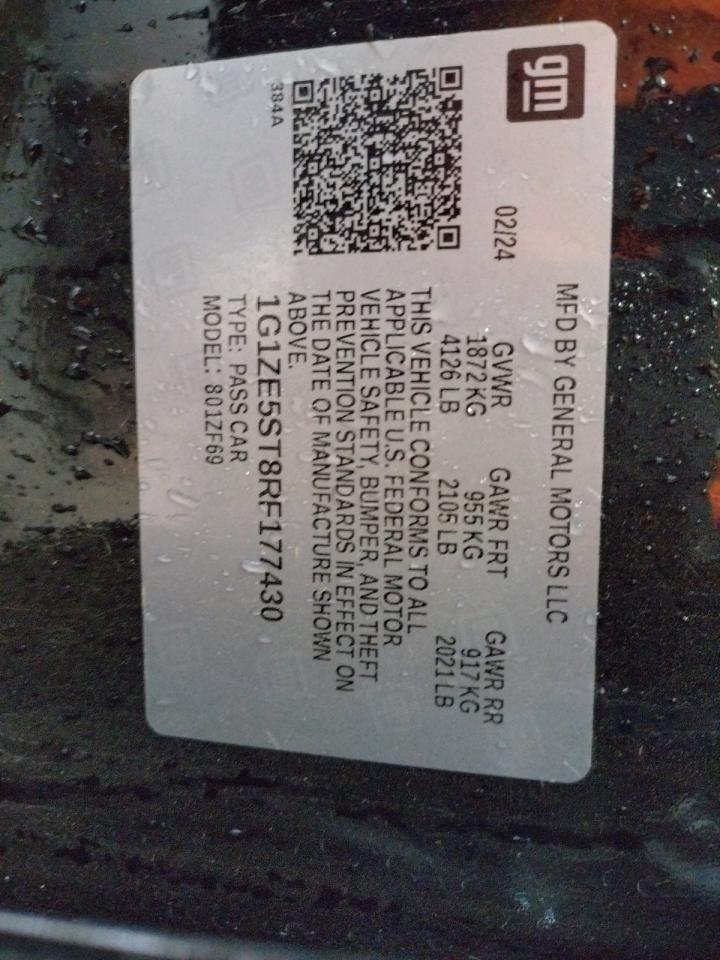 gm
MFD BY GENERAL MOTORS LLC
02/24 GVWR GAWR FRT GAWR RR
1872 KG 955 KG 917 KG
4126 LB 2105 LB 2021 LB
THIS VEHICLE CONFORMS TO ALL
APPLICABLE U.S. FEDERAL MOTOR
VEHICLE SAFETY, BUMPER, AND THEFT
PREVENTION STANDARDS IN EFFECT ON
THE DATE OF MANUFACTURE SHOWN
ABOVE.
384A
1G1ZE5ST8RF177430
TYPE: PASS CAR
MODEL: 801ZF69